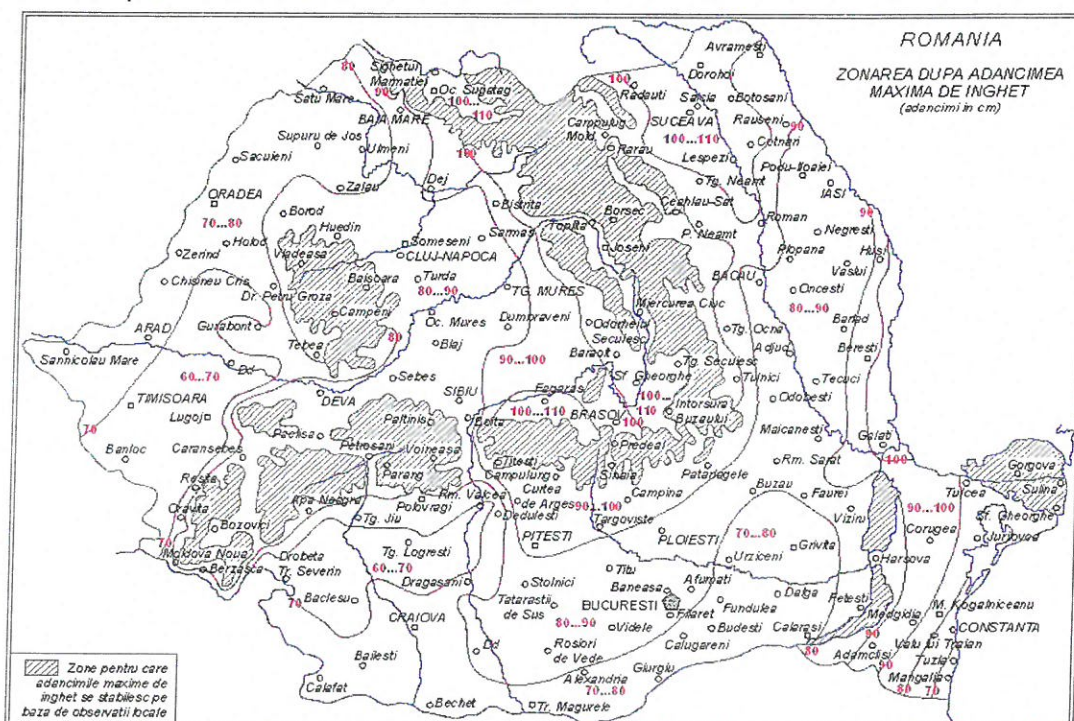 ROMANIA
ZONAREA DUPA ADANCIMEA
MAXIMA DE INGHET
(adancimi in cm)
Avramesti
Dorohoi
80
Sighetul
Marmatiei
Oc. Sugatag
100...110
90
Satu Mare
BAIA MARE
100
Radauti
Salcia
Botosani
SUCEAVA
Rauseni
90
100...110
Cotnari
Campulug
Mold.
Rarau
Lespezi
Supuru de Jos
Ulmeni
100
Sacuieni
Podu-Iloaiei
IASI
Tg. Neamt
Zalau
Dej
ORADEA
Bistrita
Ceahlau-Sat
Borsec
Roman
90
70...80
Borod
Huedin
Toplita
P. Neamt
Negresti
Holod
Someseni
Sarmas
Joseni
Zerind
Vladeasa
CLUJ-NAPOCA
Plopana
Husi
Chisineu Cris
Baisoara
Turda
80...90
BACAU
Vaslui
Dr. Petru Groza
TG. MURES
Oncesti
80...90
Campeni
Oc. Mures
Miercurea Ciuc
Gurabont
Dumbraveni
Odorheiul
Secuiesc
Tg. Ocna
Barlad
ARAD
80
Blaj
Tebea
Baraolt
Adjud
Beresti
Sannicolau Mare
90...100
Tg. Secuiesc
Dd
60...70
Sebes
Sf. Gheorghe
Tulnici
Tecuci
TIMISOARA
DEVA
SIBIU
Fagaras
100...
110
Odobesti
Lugoj
Paltinis
Boita
100...110
BRASOV
100
Intorsura
Buzaului
70
Banloc
Caransebes
Petrosani
Voineasa
Predeal
Maicanesti
Galati
100
Titesti
Sinaia
Patarlagele
Rm. Sarat
Gorgova
Resita
Parang
Campulung
Sulina
Rm. Valcea
Curtea
de Arges
Campina
Buzau
Faurei
Tulcea
Oravita
Apa Neagra
Polovragi
Dedulesti
90...100
90...100
Sf. Gheorghe
Bozovici
Tg. Jiu
Targoviste
Viziru
Corugea
Jurilovca
70
PITESTI
PLOIESTI
70...80
Grivita
Moldova Noua
Drobeta
Tr. Severin
Tg. Logresti
60...70
Urziceni
Harsova
Berzasca
Dragasani
Stolnici
Titu
70
Baclesu
Baneasa
Afumati
Dalga
Tatarastii
de Sus
BUCURESTI
Fundulea
Fetesti
Medgidia
M. Kogalniceanu
CRAIOVA
80...90
Filaret
CONSTANTA
Videle
Budesti
Calarasi
90
Valu lui Traian
Dd
Rosiori
de Vede
Calugareni
80
Adamclisi
90
Tuzla
Bailesti
Giurgiu
Mangalia
Alexandria
70...80
80
70
Calafat
Bechet
Tr. Magurele
Zone pentru care
adancimile maxime de
inghet se stabilesc pe
baza de observatii locale